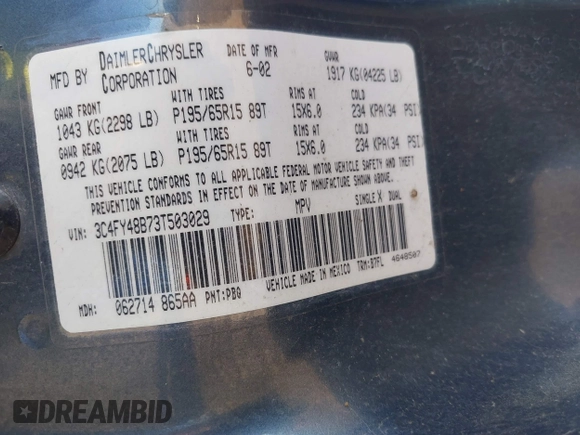 MFD BY DAIMLERCHRYSLER CORPORATION
DATE OF MFR 6-02
GVWR 1917 KG(04225 LB)
GAWR FRONT WITH TIRES RIMS AT COLD
1043 KG(2298 LB) P195/65R15 89T 15X6.0 234 KPA(34 PSI)
GAWR REAR WITH TIRES RIMS AT COLD
0942 KG(2075 LB) P195/65R15 89T 15X6.0 234 KPA(34 PSI
THIS VEHICLE CONFORMS TO ALL APPLICABLE FEDERAL MOTOR VEHICLE SAFETY AND THEFT
PREVENTION STANDARDS IN EFFECT ON THE DATE OF MANUFACTURE SHOWN ABOVE.
VIN: 3C4FY48B73T503029 TYPE: MPV SINGLE X DUAL
MDH: 062714 865AA PNT:PBQ VEHICLE MADE IN MEXICO TRM:B7FL 4648507
DREAMBID